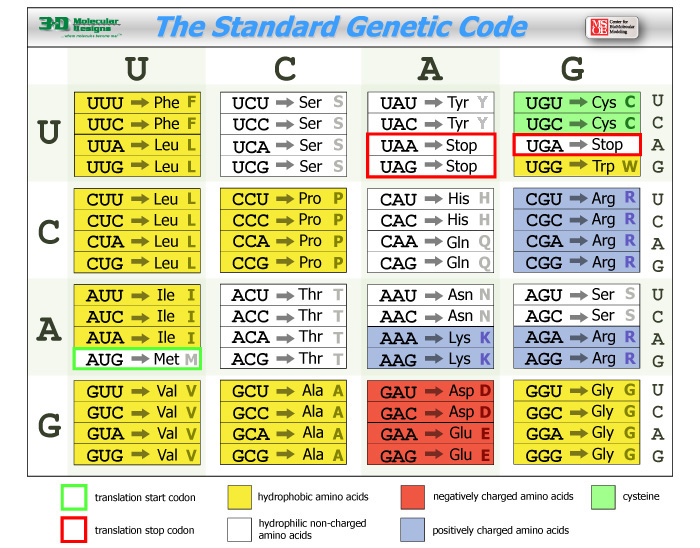 3D Molecular Designs
...where molecules become real™
The Standard Genetic Code
MSOE Center for BioMolecular Modeling
U C A G
U
UUU → Phe F UCU → Ser S UAU → Tyr Y UGU → Cys C U
UUC → Phe F UCC → Ser S UAC → Tyr Y UGC → Cys C C
UUA → Leu L UCA → Ser S UAA → Stop UGA → Stop A
UUG → Leu L UCG → Ser S UAG → Stop UGG → Trp W G
C
CUU → Leu L CCU → Pro P CAU → His H CGU → Arg R U
CUC → Leu L CCC → Pro P CAC → His H CGC → Arg R C
CUA → Leu L CCA → Pro P CAA → Gln Q CGA → Arg R A
CUG → Leu L CCG → Pro P CAG → Gln Q CGG → Arg R G
A
AUU → Ile I ACU → Thr T AAU → Asn N AGU → Ser S U
AUC → Ile I ACC → Thr T AAC → Asn N AGC → Ser S C
AUA → Ile I ACA → Thr T AAA → Lys K AGA → Arg R A
AUG → Met M ACG → Thr T AAG → Lys K AGG → Arg R G
G
GUU → Val V GCU → Ala A GAU → Asp D GGU → Gly G U
GUC → Val V GCC → Ala A GAC → Asp D GGC → Gly G C
GUA → Val V GCA → Ala A GAA → Glu E GGA → Gly G A
GUG → Val V GCG → Ala A GAG → Glu E GGG → Gly G G
translation start codon hydrophobic amino acids negatively charged amino acids cysteine
translation stop codon hydrophilic non-charged amino acids positively charged amino acids